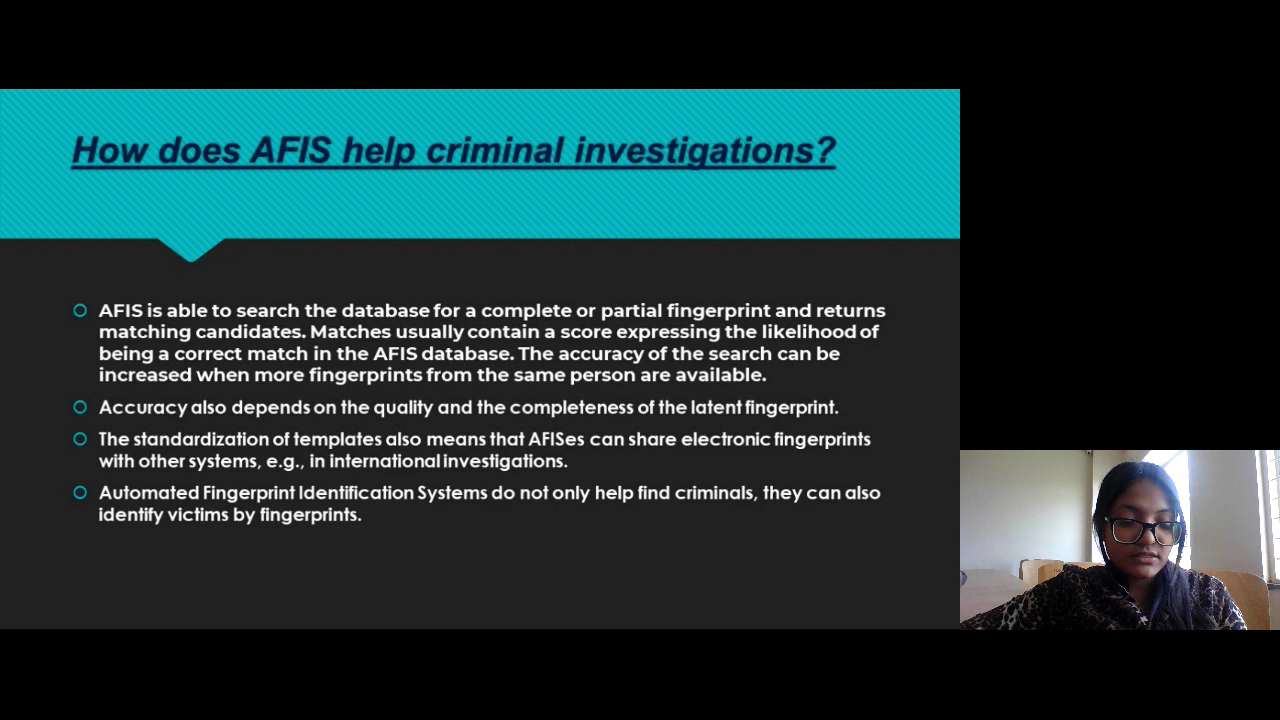 How does AFIS help criminal investigations?
AFIS is able to search the database for a complete or partial fingerprint and returns
matching candidates. Matches usually contain a score expressing the likelihood of
being a correct match in the AFIS database. The accuracy of the search can be
increased when more fingerprints from the same person are available.
Accuracy also depends on the quality and the completeness of the latent fingerprint.
The standardization of templates also means that AFISes can share electronic fingerprints
with other systems, e.g., in international investigations.
Automated Fingerprint Identification Systems do not only help find criminals, they can also
identify victims by fingerprints.